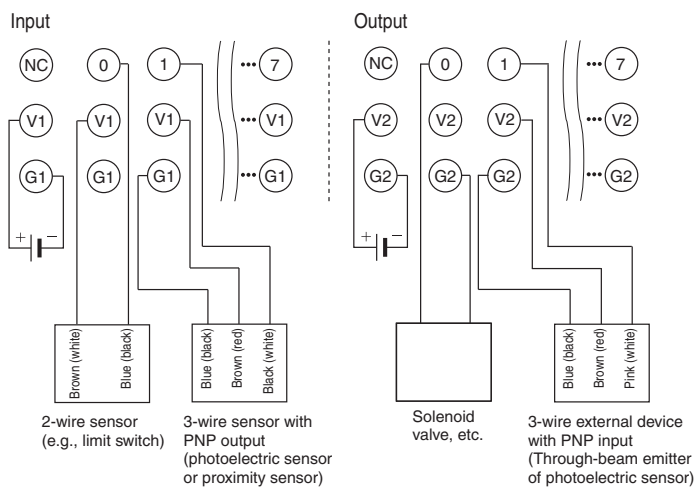 Input
Output
NC 0 1 ••• 7
V1 V1 V1 ••• V1
G1 G1 G1 ••• G1
+ −
NC 0 1 ••• 7
V2 V2 V2 ••• V2
G2 G2 G2 ••• G2
+ −
Brown (white)
Blue (black)
Blue (black)
Brown (red)
Black (white)
Blue (black)
Brown (red)
Pink (white)
2-wire sensor
(e.g., limit switch)
3-wire sensor with
PNP output
(photoelectric sensor
or proximity sensor)
Solenoid
valve, etc.
3-wire external device
with PNP input
(Through-beam emitter
of photoelectric sensor)